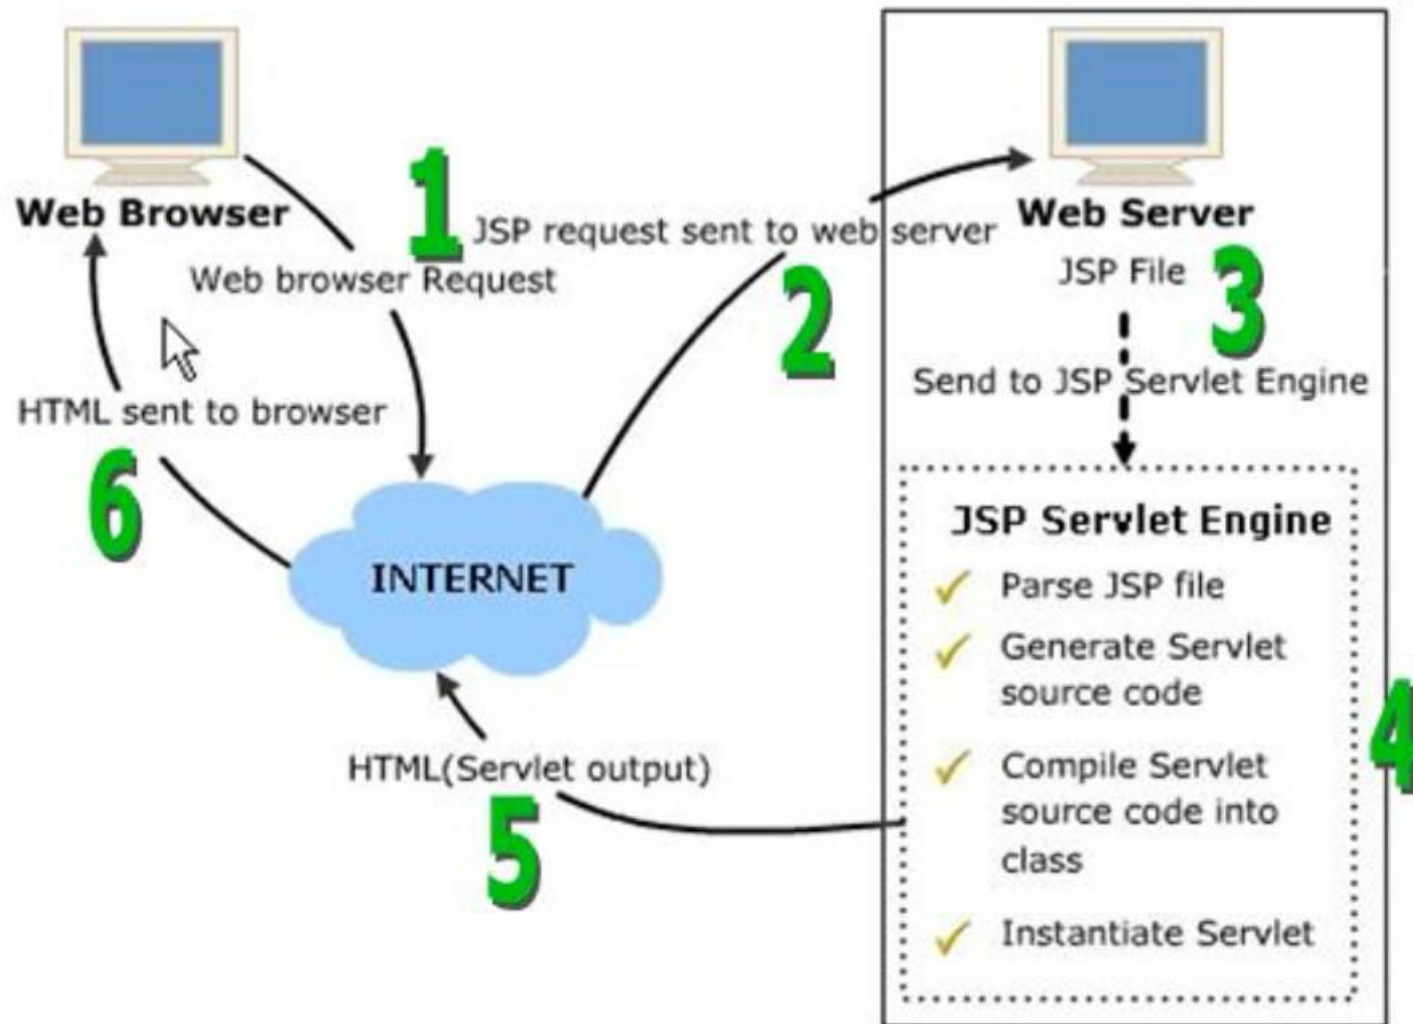 Web Browser
1
Web browser Request
JSP request sent to web server
2
Web Server
JSP File
3
Send to JSP Servlet Engine
JSP Servlet Engine
Parse JSP file
Generate Servlet
source code
Compile Servlet
source code into
class
Instantiate Servlet
4
HTML(Servlet output)
5
INTERNET
HTML sent to browser
6